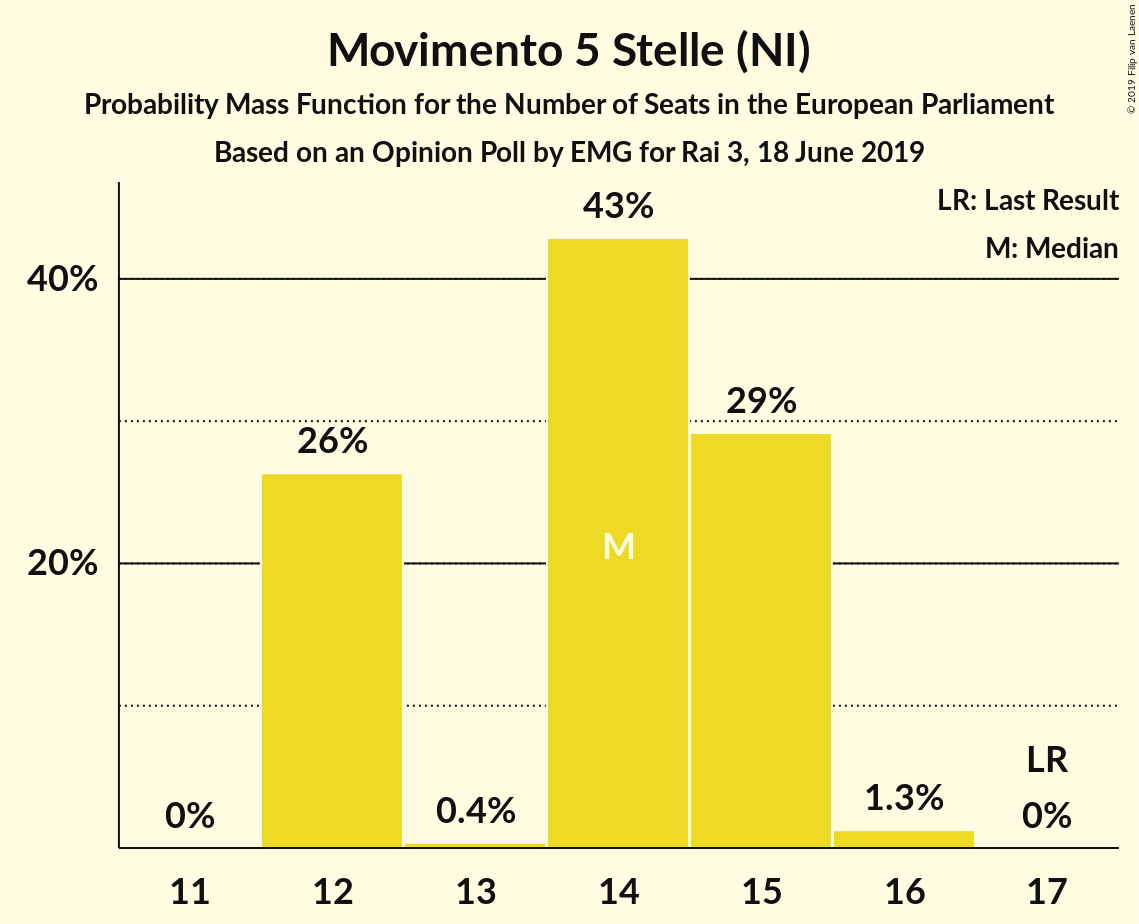 Movimento 5 Stelle (NI)
Probability Mass Function for the Number of Seats in the European Parliament
Based on an Opinion Poll by EMG for Rai 3, 18 June 2019
© 2019 Filip van Laenen
LR: Last Result
M: Median
40%
20%
0%
26%
0.4%
43%
M
29%
1.3%
LR
0%
11 12 13 14 15 16 17